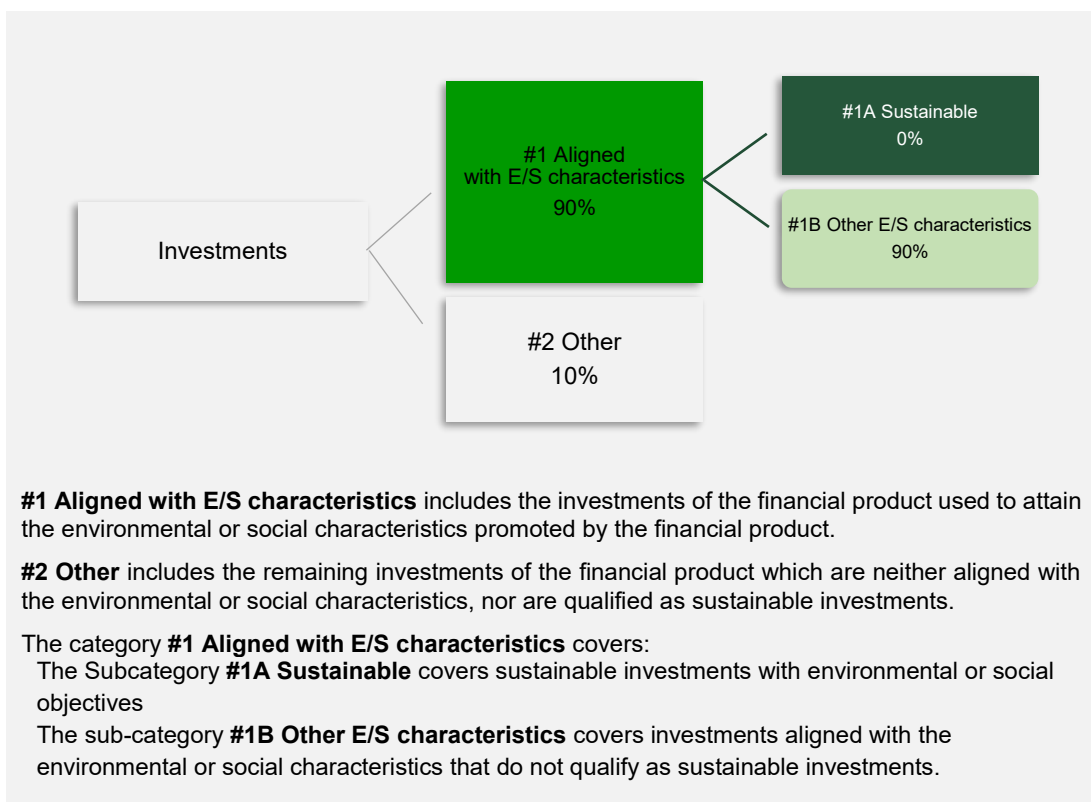 #1A Sustainable
0%
#1 Aligned
with E/S characteristics
90%
#1B Other E/S characteristics
90%
Investments
#2 Other
10%
#1 Aligned with E/S characteristics includes the investments of the financial product used to attain
the environmental or social characteristics promoted by the financial product.
#2 Other includes the remaining investments of the financial product which are neither aligned with
the environmental or social characteristics, nor are qualified as sustainable investments.
The category #1 Aligned with E/S characteristics covers:
The Subcategory #1A Sustainable covers sustainable investments with environmental or social
objectives
The sub-category #1B Other E/S characteristics covers investments aligned with the
environmental or social characteristics that do not qualify as sustainable investments.